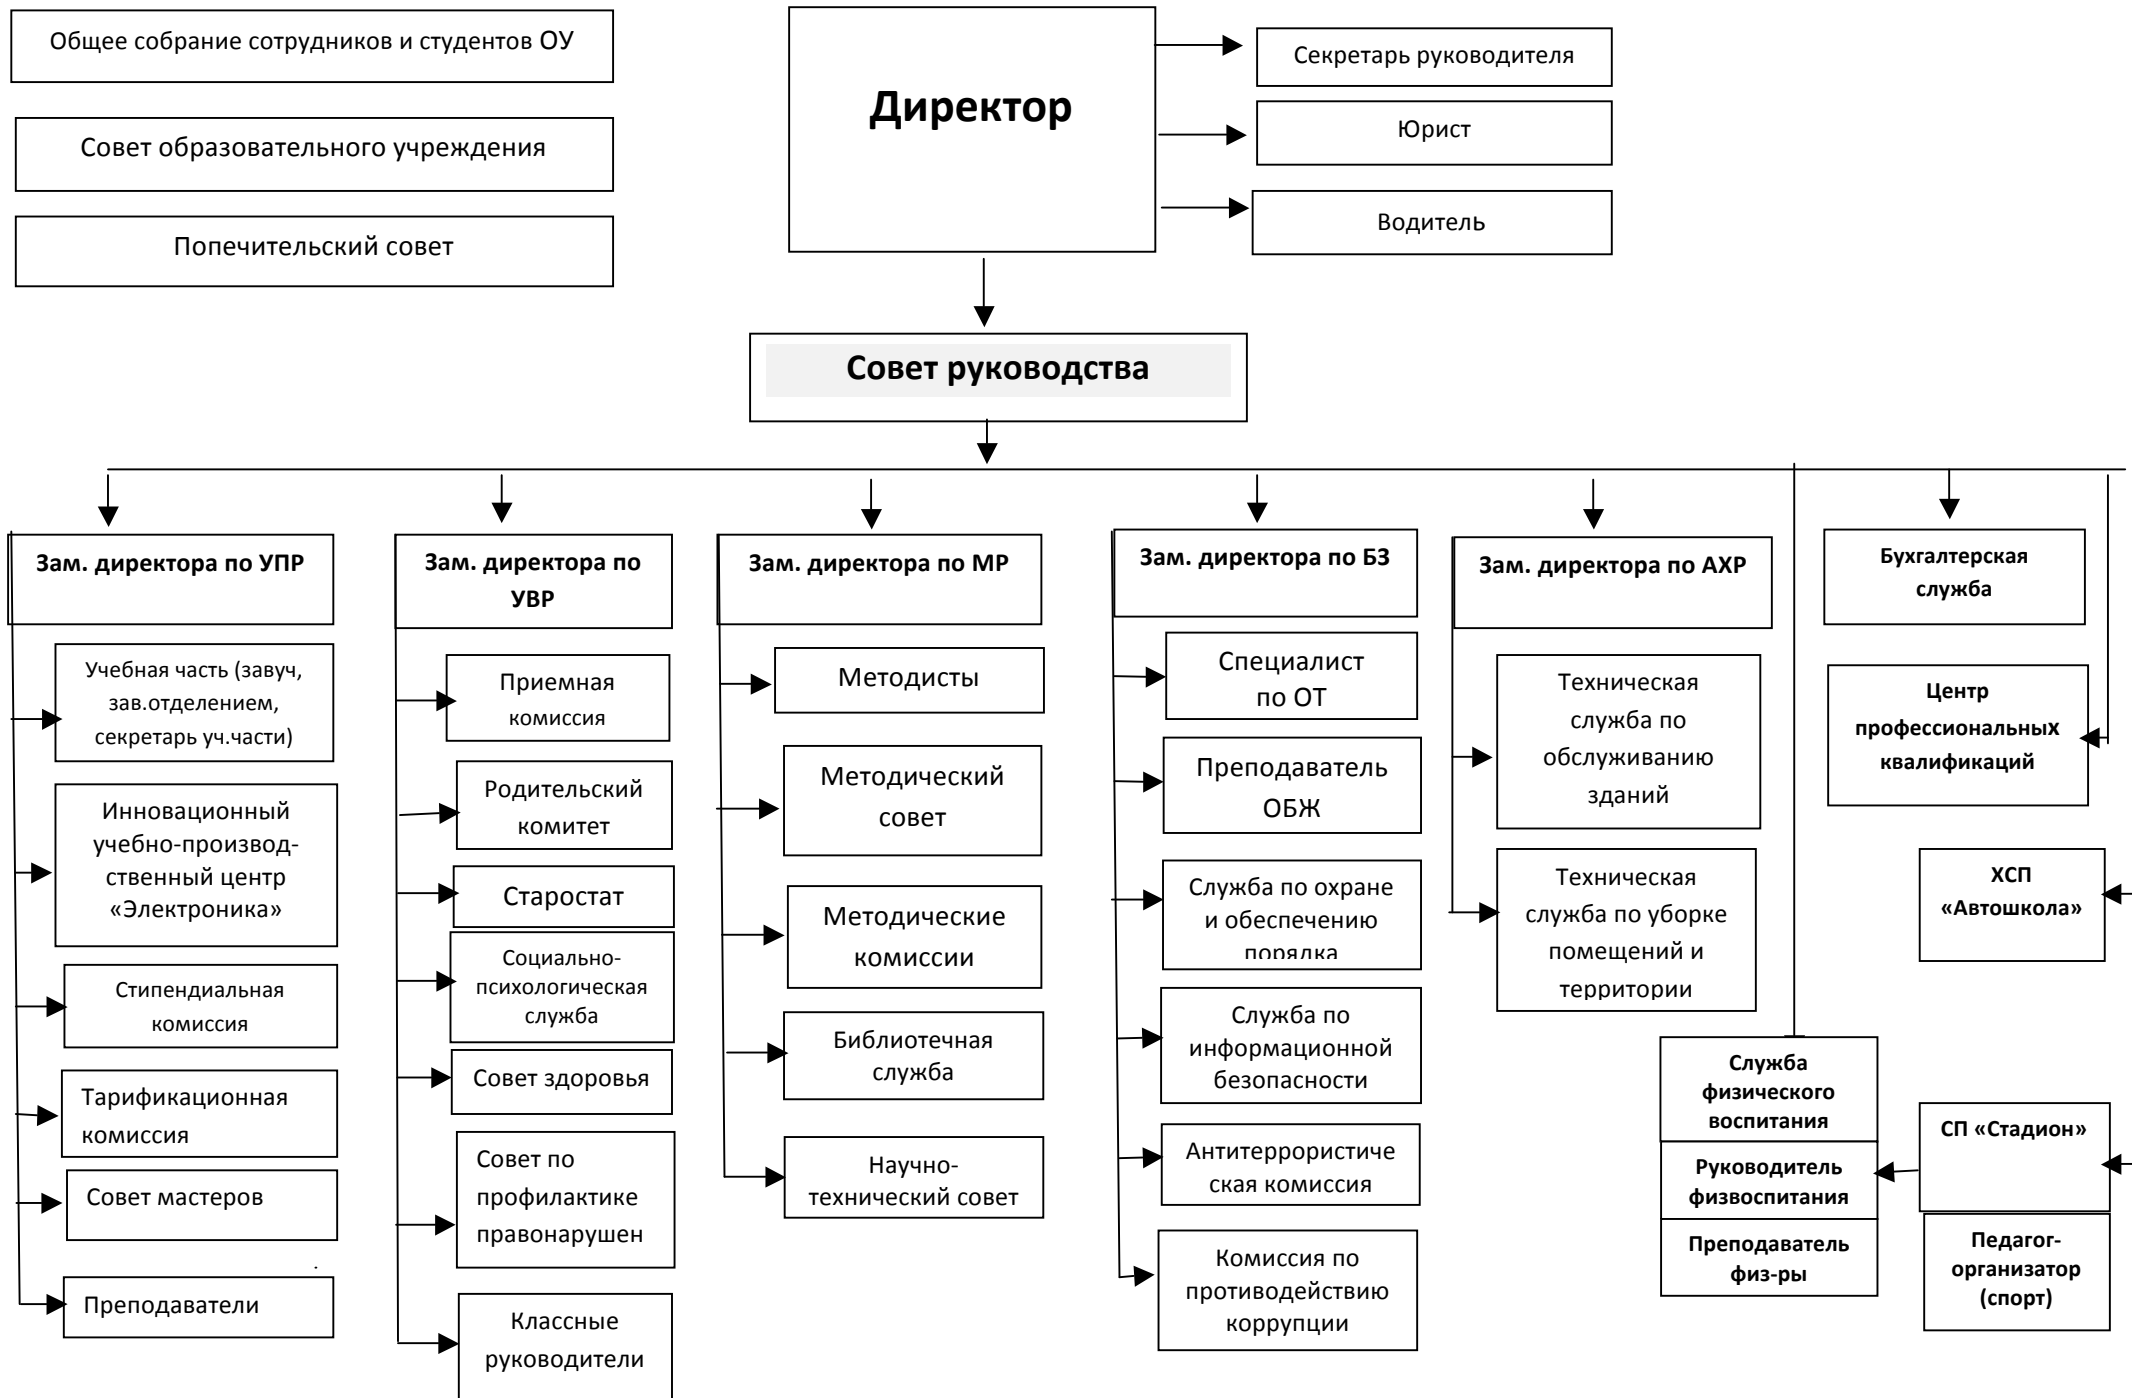 Общее собрание сотрудников и студентов ОУ
Совет образовательного учреждения
Попечительский совет
Директор
Секретарь руководителя
Юрист
Водитель
Совет руководства
Зам. директора по УПР
Учебная часть (завуч,
зав.отделением,
секретарь уч.части)
Инновационный
учебно-производ-
ственный центр
«Электроника»
Стипендиальная
комиссия
Тарификационная
комиссия
Совет мастеров
Преподаватели
Зам. директора по
УВР
Приемная
комиссия
Родительский
комитет
Старостат
Социально-
психологическая
служба
Совет здоровья
Совет по
профилактике
правонарушен
Классные
руководители
Зам. директора по МР
Методисты
Методический
совет
Методические
комиссии
Библиотечная
служба
Научно-
технический совет
Зам. директора по БЗ
Специалист
по ОТ
Преподаватель
ОБЖ
Служба по охране
и обеспечению
порядка
Служба по
информационной
безопасности
Антитеррористиче
ская комиссия
Комиссия по
противодействию
коррупции
Зам. директора по АХР
Техническая
служба по
обслуживанию
зданий
Техническая
служба по уборке
помещений и
территории
Бухгалтерская
служба
Центр
профессиональных
квалификаций
ХСП
«Автошкола»
Служба
физического
воспитания
Руководитель
физвоспитания
Преподаватель
физ-ры
СП «Стадион»
Педагог-
организатор
(спорт)